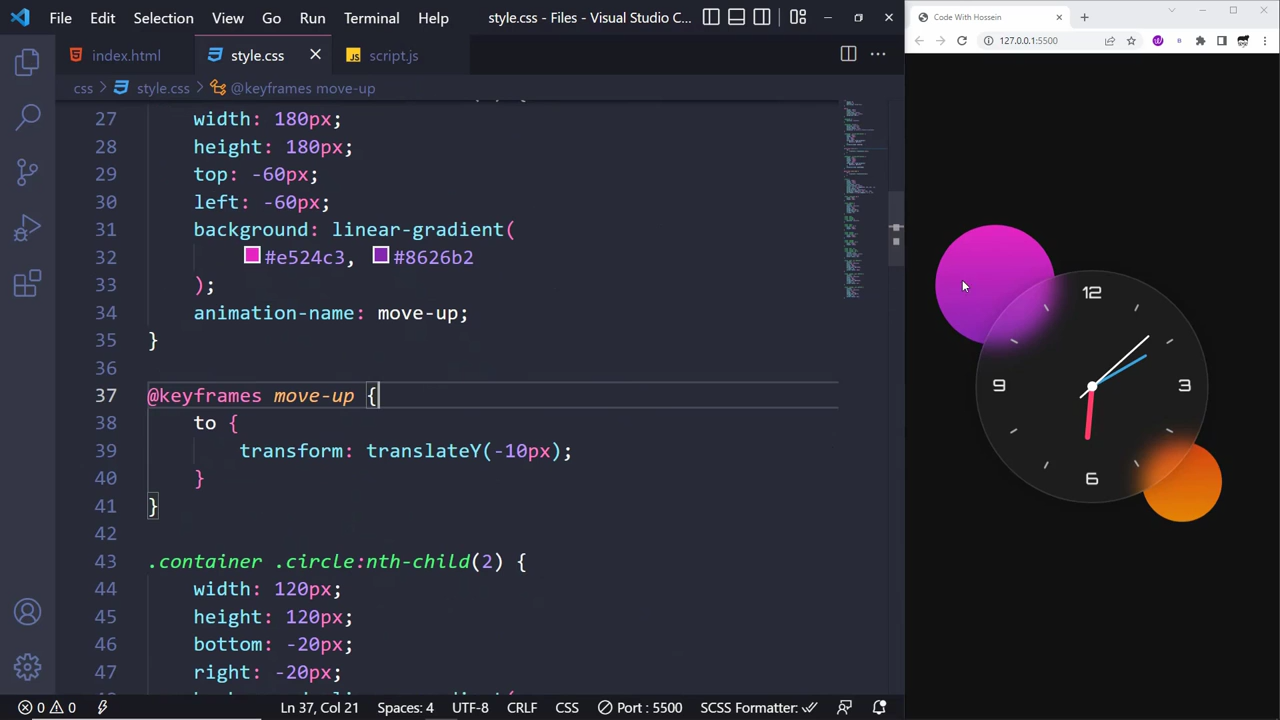 File Edit Selection View Go Run Terminal Help style.css - Files - Visual Studio C...
index.html style.css script.js
css > style.css > @keyframes move-up
27 width: 180px;
28 height: 180px;
29 top: -60px;
30 left: -60px;
31 background: linear-gradient(
32 #e524c3, #8626b2
33 );
34 animation-name: move-up;
35 }
36
37 @keyframes move-up {
38 to {
39 transform: translateY(-10px);
40 }
41 }
42
43 .container .circle:nth-child(2) {
44 width: 120px;
45 height: 120px;
46 bottom: -20px;
47 right: -20px;
0 0 Ln 37, Col 21 Spaces: 4 UTF-8 CRLF CSS Port : 5500 SCSS Formatter:
Code With Hossein
127.0.0.1:5500
12
9 3
6